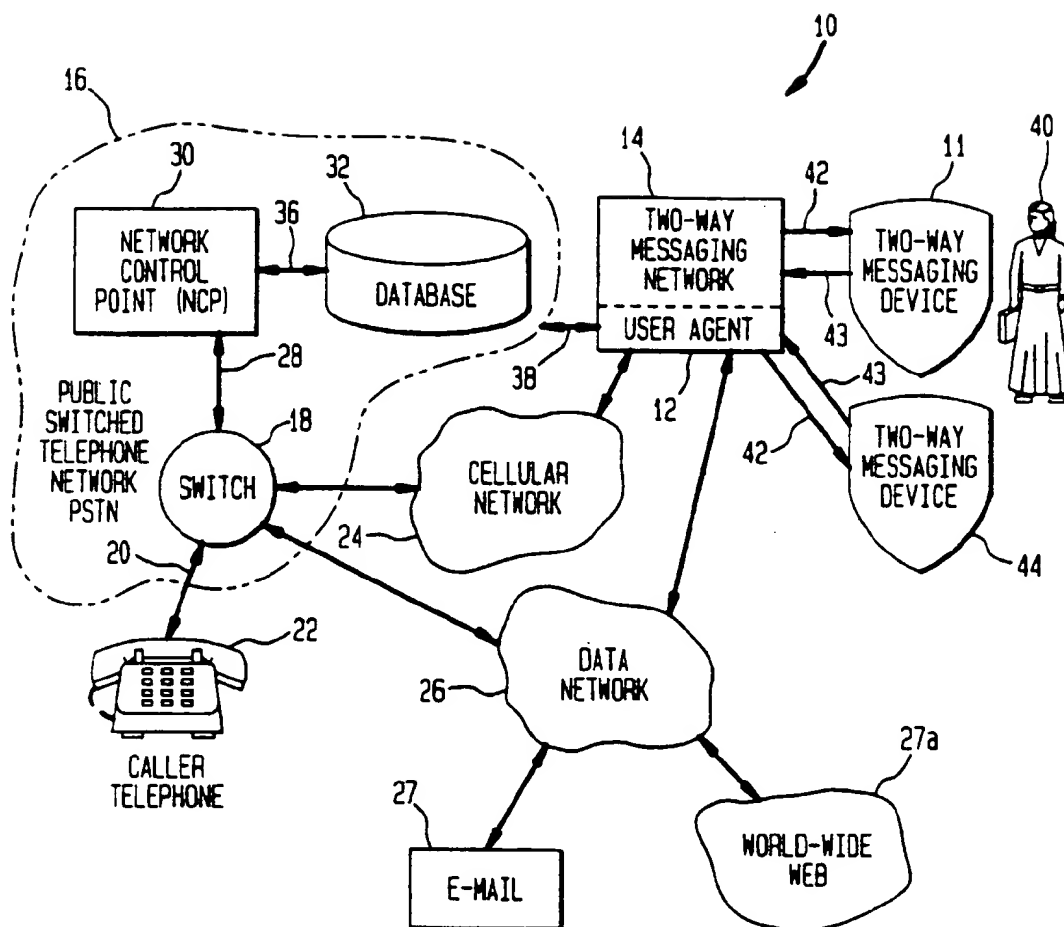 10
16
40
30
32
14
11
42
36
NETWORK
CONTROL
POINT (NCP)
DATABASE
TWO-WAY
MESSAGING
NETWORK
USER AGENT
TWO-WAY
MESSAGING
DEVICE
43
28
38
12
43
42
PUBLIC
SWITCHED
TELEPHONE
NETWORK
PSTN
18
SWITCH
CELLULAR
NETWORK
24
TWO-WAY
MESSAGING
DEVICE
44
20
22
CALLER
TELEPHONE
DATA
NETWORK
26
27
E-MAIL
27a
WORLD-WIDE
WEB